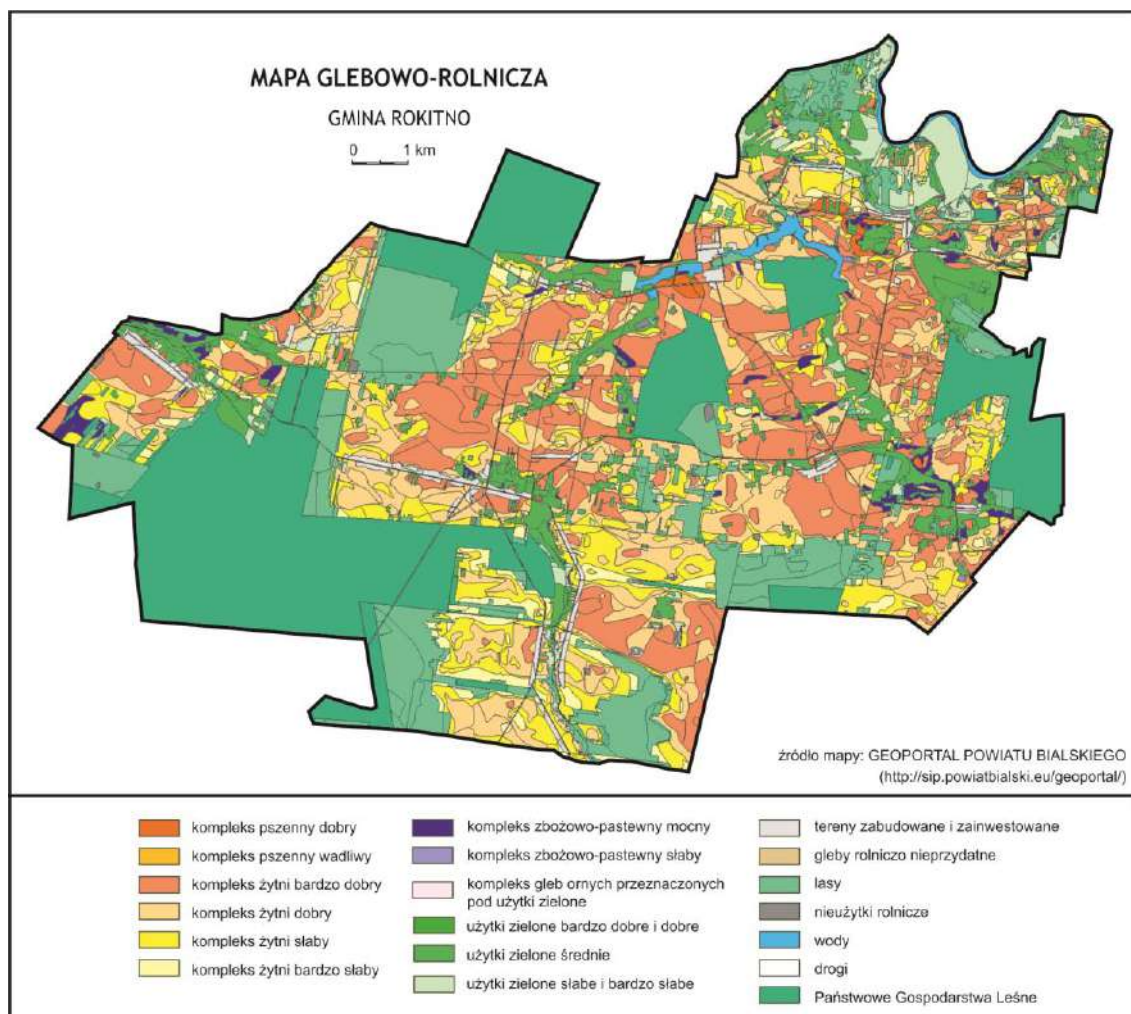 MAPA GLEBOWO-ROLNICZA
GMINA ROKITNO
0 1 km
źródło mapy: GEOPORTAL POWIATU BIALSKIEGO
(http://sip.powiatbialski.eu/geoportal/)
kompleks pszenny dobry
kompleks pszenny wadliwy
kompleks żytni bardzo dobry
kompleks żytni dobry
kompleks żytni słaby
kompleks żytni bardzo słaby
kompleks zbożowo-pastewny mocny
kompleks zbożowo-pastewny słaby
kompleks gleb ornych przeznaczonych
pod użytki zielone
użytki zielone bardzo dobre i dobre
użytki zielone średnie
użytki zielone słabe i bardzo słabe
tereny zabudowane i zainwestowane
gleby rolniczo nieprzydatne
lasy
nieużytki rolnicze
wody
drogi
Państwowe Gospodarstwa Leśne